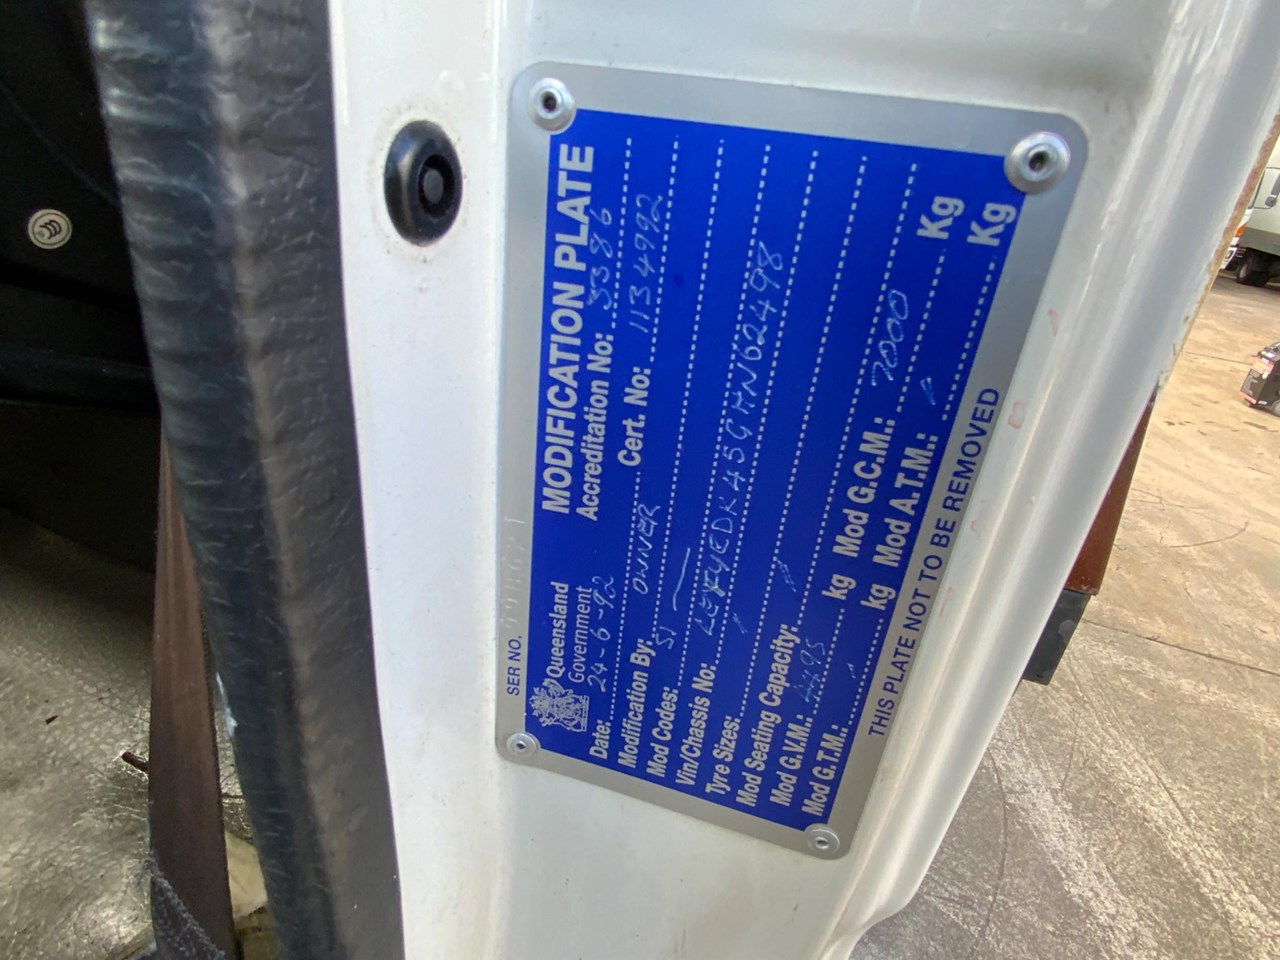 SER NO.
MODIFICATION PLATE
Queensland
Government
Accreditation No: 3386
Date: 24-6-92
Cert. No: 1134992
Modification By: OWNER
Mod Codes: S1
Vin/Chassis No:
Tyre Sizes:
Mod Seating Capacity:
Mod G.V.M.: 4495 kg Mod G.C.M.: 7000 Kg
Mod G.T.M.: kg Mod A.T.M.: Kg
THIS PLATE NOT TO BE REMOVED